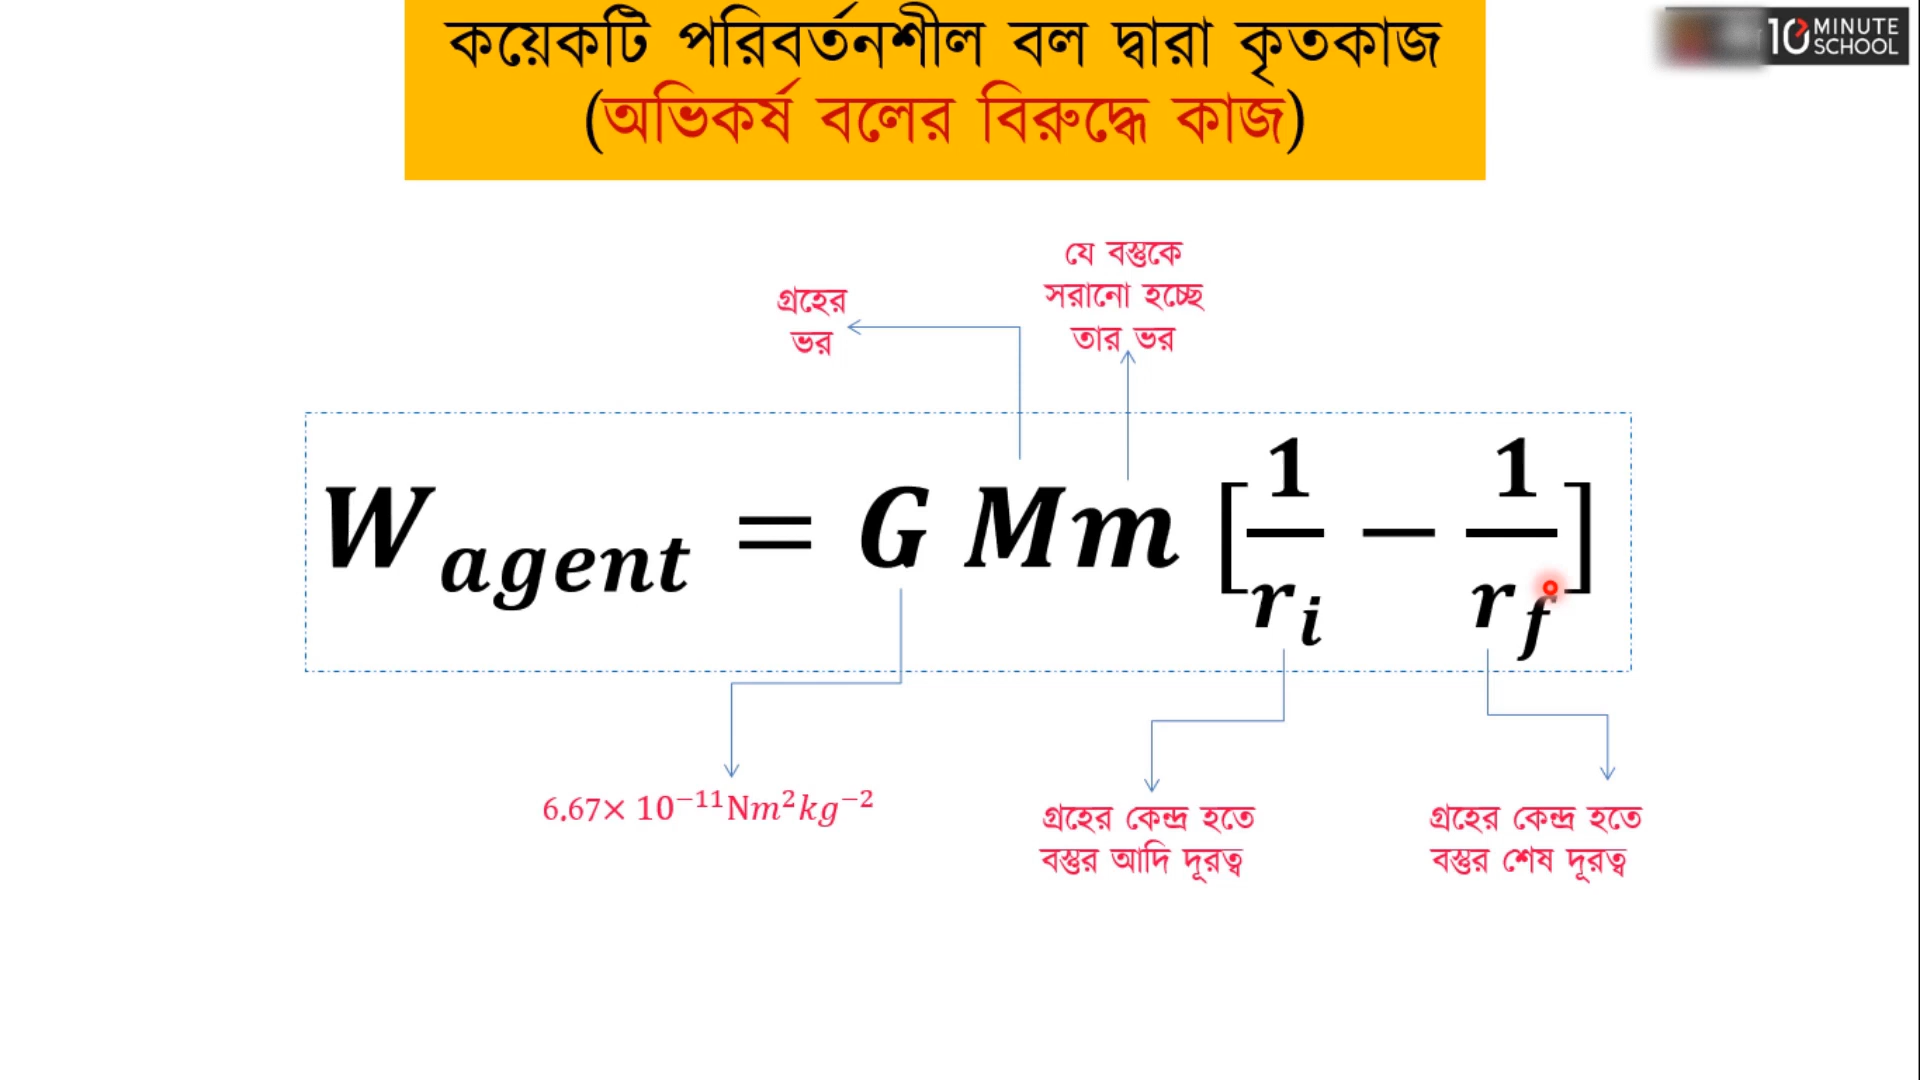 কয়েকটি পরিবর্তনশীল বল দ্বারা কৃতকাজ
(অভিকর্ষ বলের বিরুদ্ধে কাজ)
10 MINUTE SCHOOL
গ্রহের
ভর
যে বস্তুকে
সরানো হচ্ছে
তার ভর
W_agent = G Mm [1/r_i − 1/r_f]
6.67× 10⁻¹¹Nm²kg⁻²
গ্রহের কেন্দ্র হতে
বস্তুর আদি দূরত্ব
গ্রহের কেন্দ্র হতে
বস্তুর শেষ দূরত্ব